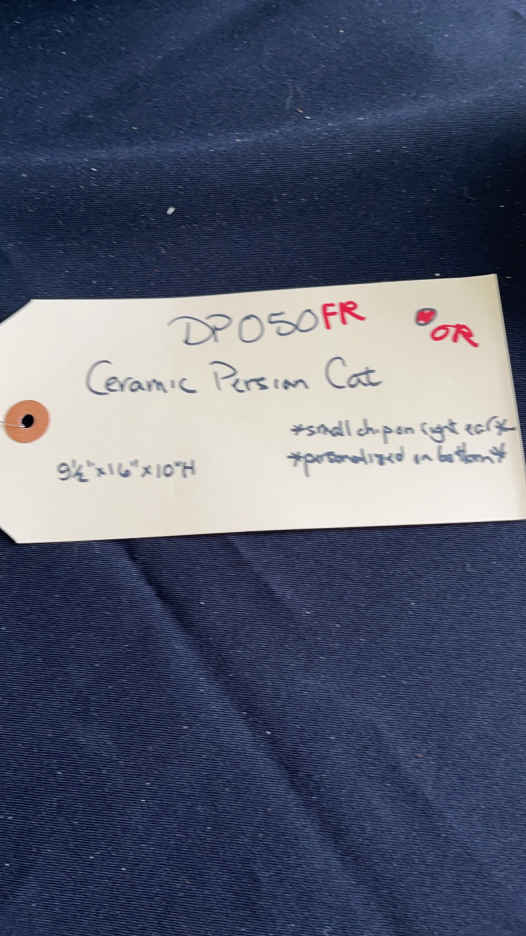 DP050FR
OR
Ceramic Persian Cat
*small chip on right ear*
*personalized on bottom*
9½"x16"x10"H